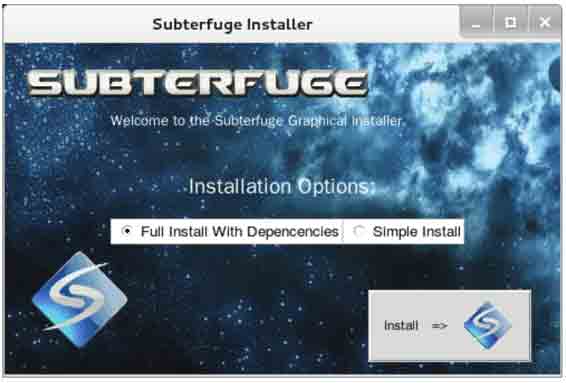 Subterfuge Installer
SUBTERFUGE
Welcome to the Subterfuge Graphical Installer.
Installation Options:
Full Install With Depencencies Simple Install
Install =>